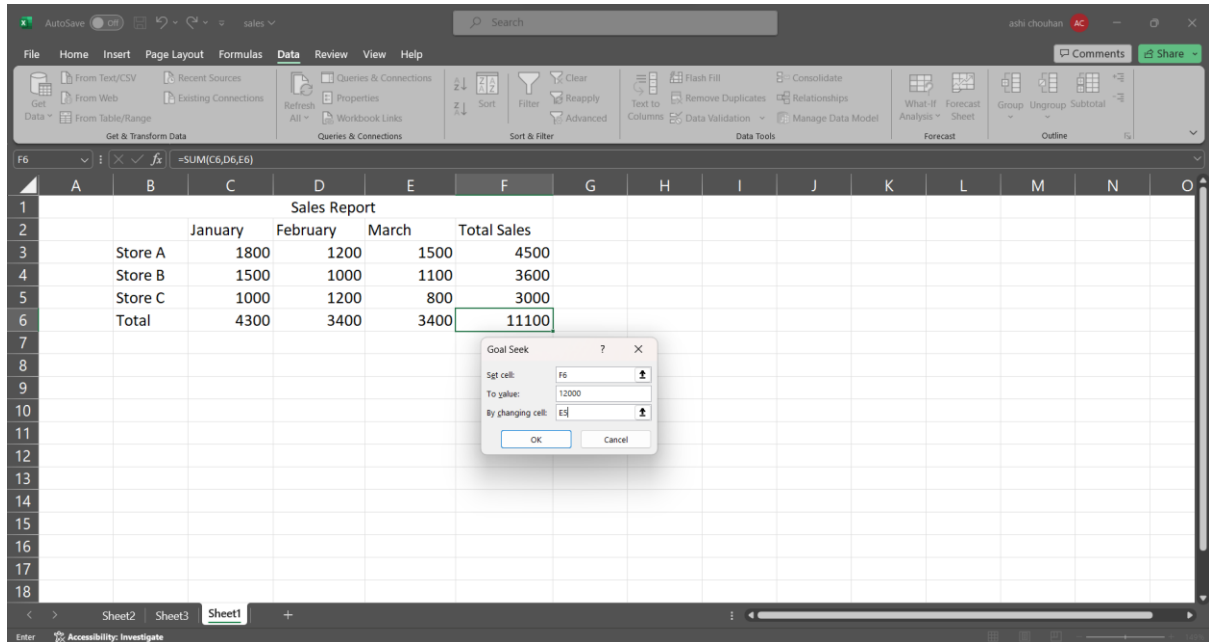 AutoSave Off sales Search ashi chouhan AC
File Home Insert Page Layout Formulas Data Review View Help Comments Share
Get Data From Text/CSV Recent Sources
From Web Existing Connections
From Table/Range
Get & Transform Data
Refresh All Queries & Connections
Properties
Workbook Links
Queries & Connections
Sort Filter Clear
Reapply
Advanced
Sort & Filter
Text to Columns Flash Fill Consolidate
Remove Duplicates Relationships
Data Validation Manage Data Model
Data Tools
What-If Analysis Forecast Sheet
Forecast
Group Ungroup Subtotal
Outline
F6 fx =SUM(C6,D6,E6)
A B C D E F G H I J K L M N O
1 Sales Report
2 January February March Total Sales
3 Store A 1800 1200 1500 4500
4 Store B 1500 1000 1100 3600
5 Store C 1000 1200 800 3000
6 Total 4300 3400 3400 11100
7
8
9
10
11
12
13
14
15
16
17
18
Goal Seek ?
Set cell: F6
To value: 12000
By changing cell: E5
OK Cancel
Sheet2 Sheet3 Sheet1
Enter Accessibility: Investigate